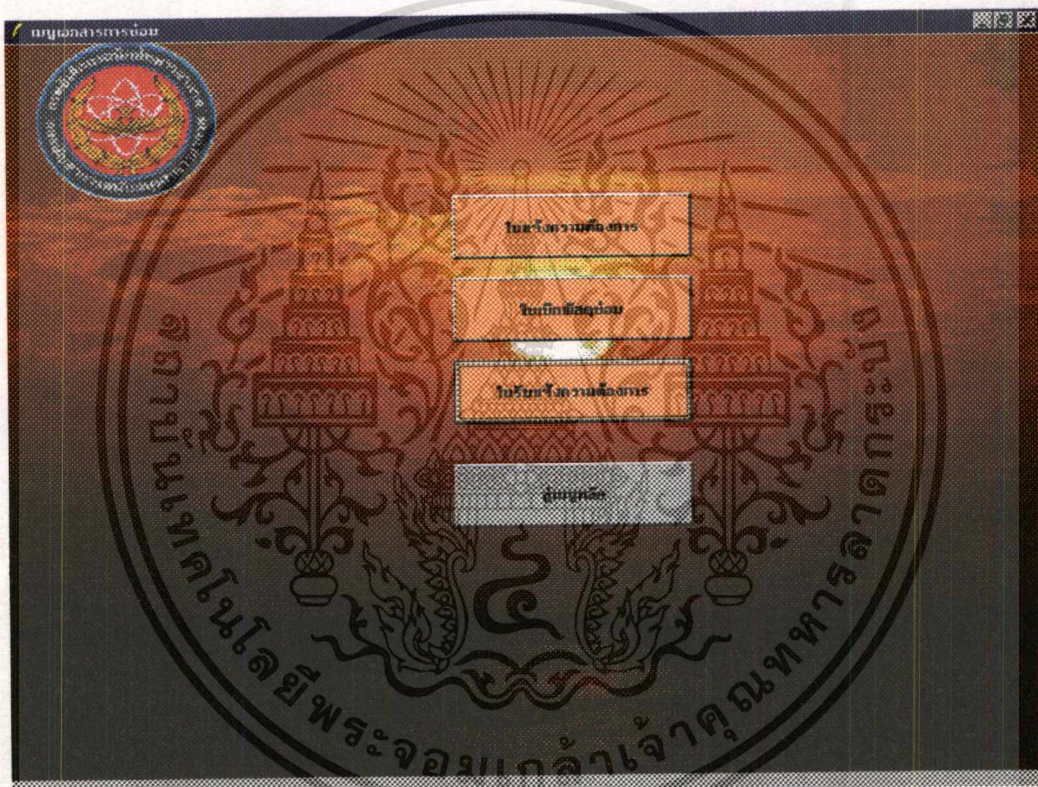 เมนูเอกสารการซ่อม
ใบแจ้งความต้องการ
ใบเบิกพัสดุซ่อม
ใบรับแจ้งความต้องการ
สู่เมนูหลัก
สถาบันเทคโนโลยีพระจอมเกล้าเจ้าคุณทหารลาดกระบัง